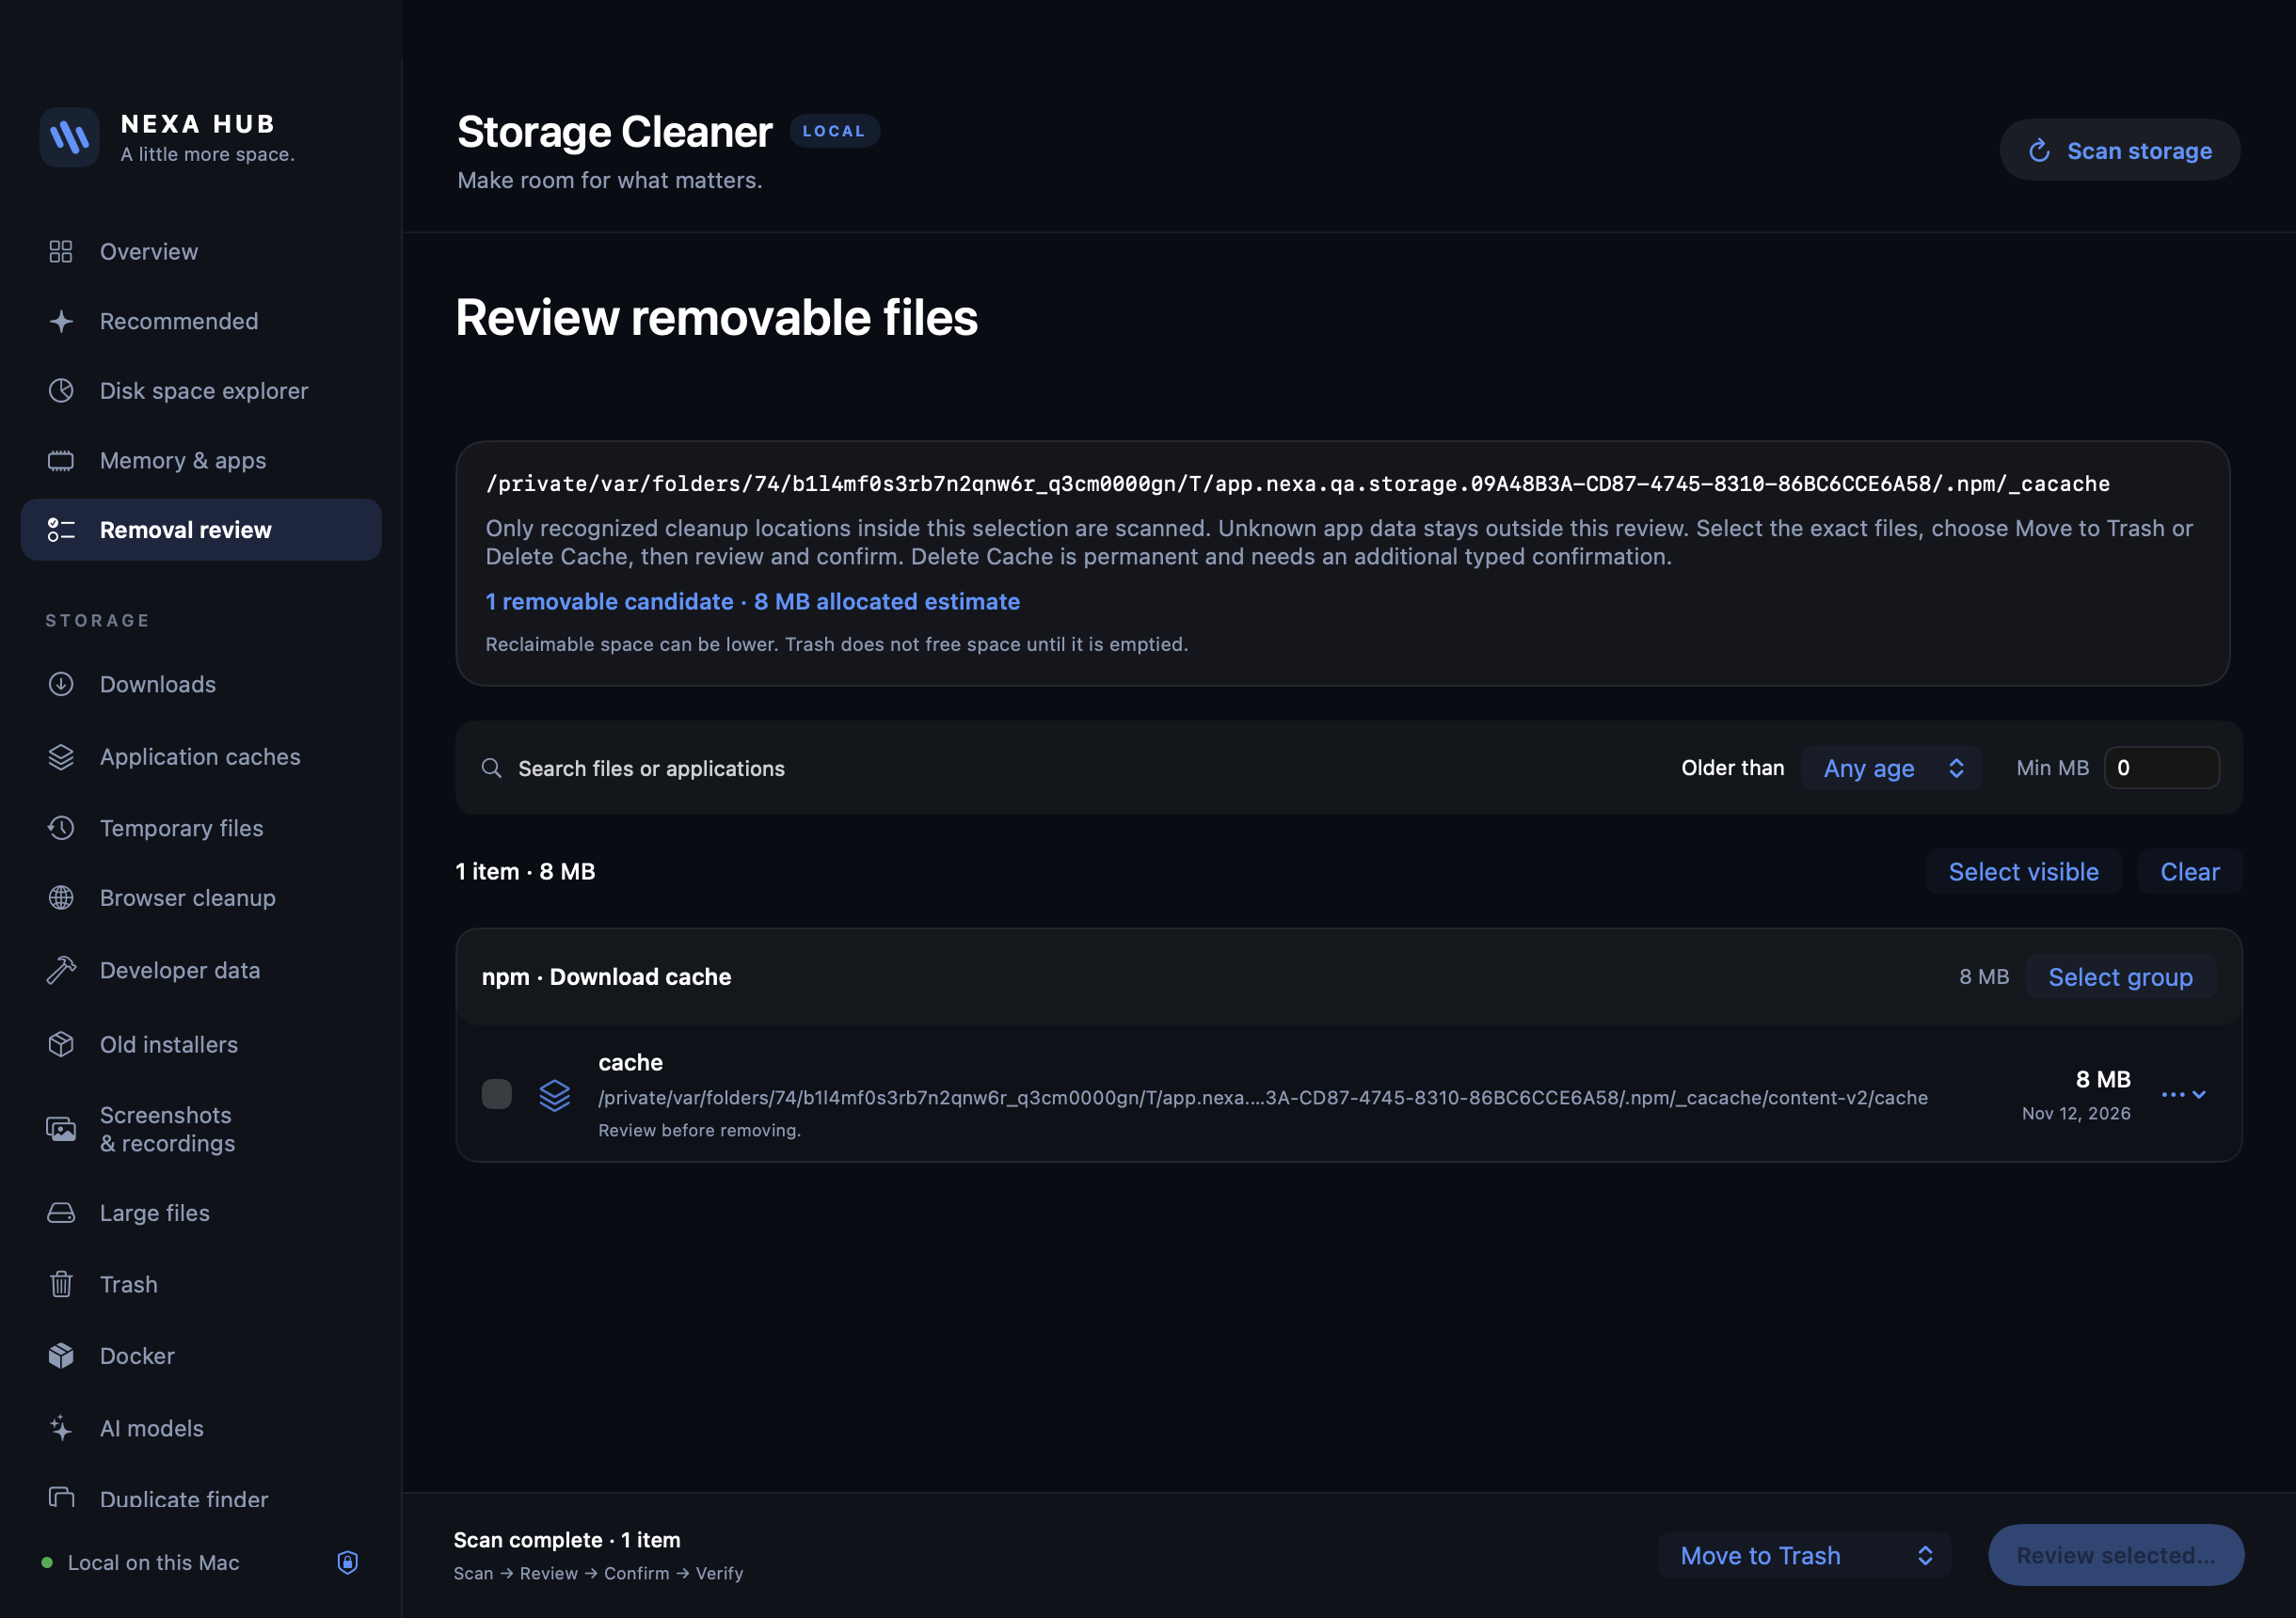 NEXA HUB
A little more space.
Overview
Recommended
Disk space explorer
Memory & apps
Removal review
STORAGE
Downloads
Application caches
Temporary files
Browser cleanup
Developer data
Old installers
Screenshots
& recordings
Large files
Trash
Docker
AI models
Duplicate finder
Local on this Mac
Storage Cleaner LOCAL
Make room for what matters.
Scan storage
Review removable files
/private/var/folders/74/b1l4mf0s3rb7n2qnw6r_q3cm0000gn/T/app.nexa.qa.storage.09A48B3A-CD87-4745-8310-86BC6CCE6A58/.npm/_cacache
Only recognized cleanup locations inside this selection are scanned. Unknown app data stays outside this review. Select the exact files, choose Move to Trash or
Delete Cache, then review and confirm. Delete Cache is permanent and needs an additional typed confirmation.
1 removable candidate · 8 MB allocated estimate
Reclaimable space can be lower. Trash does not free space until it is emptied.
Search files or applications Older than Any age Min MB 0
1 item · 8 MB Select visible Clear
npm · Download cache 8 MB Select group
cache
/private/var/folders/74/b1l4mf0s3rb7n2qnw6r_q3cm0000gn/T/app.nexa....3A-CD87-4745-8310-86BC6CCE6A58/.npm/_cacache/content-v2/cache
Review before removing.
8 MB
Nov 12, 2026
Scan complete · 1 item
Scan → Review → Confirm → Verify
Move to Trash
Review selected...